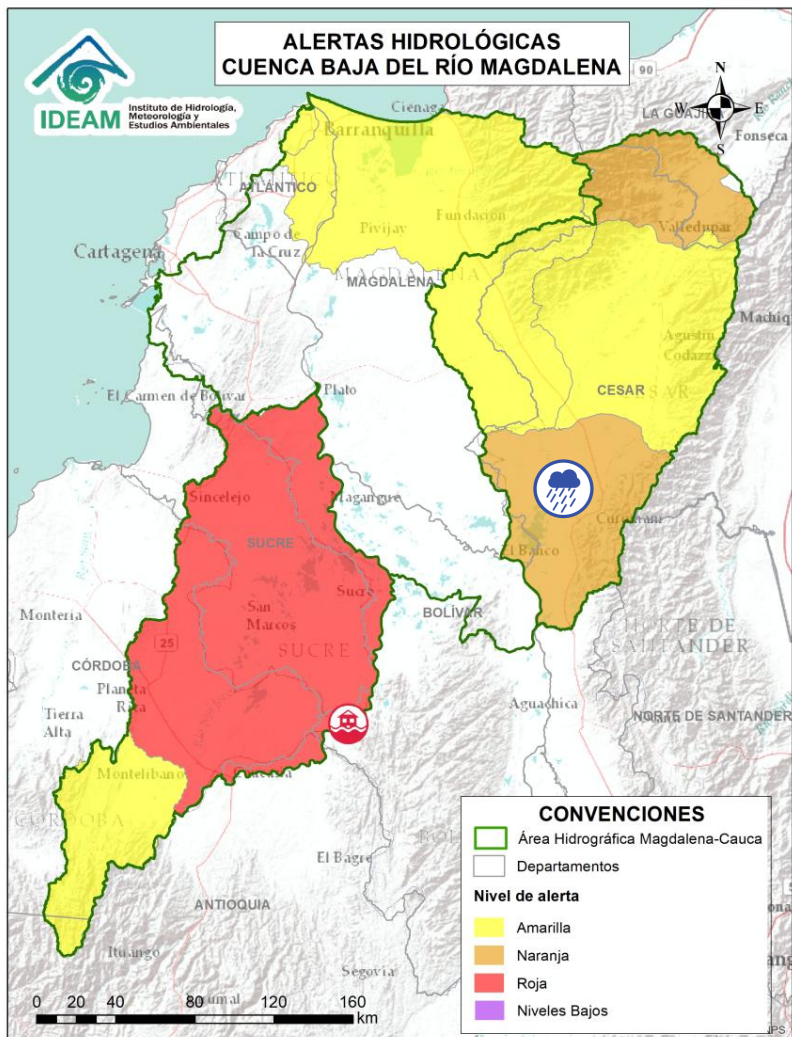 ALERTAS HIDROLÓGICAS
CUENCA BAJA DEL RÍO MAGDALENA
IDEAM
Instituto de Hidrología,
Meteorología y
Estudios Ambientales
N
W
E
S
90
Ciénaga
LA GUAJIRA
Fonseca
Barranquilla
ATLÁNTICO
Pivijay
Fundación
Valledupar
Cartagena
Campo de
la Cruz
MAGDALENA
MAGDALENA
Machiq
Agustín
Codazzi
CESAR
El Carmen de Bolívar
Plato
Sincelejo
Magangué
Curumaní
SUCRE
El Banco
Sucre
San
Marcos
BOLÍVAR
Montería
25
SUCRE
NORTE DE
SANTANDER
CÓRDOBA
Planeta
Rica
Aguachica
Tierra
Alta
NORTE DE SANTANDER
Montelíbano
Caucasia
CÓRDOBA
El Bagre
ANTIOQUIA
Ituango
Segovia
CONVENCIONES
Área Hidrográfica Magdalena-Cauca
Departamentos
Nivel de alerta
Amarilla
Naranja
Roja
Niveles Bajos
0 20 40 80 120 160
km